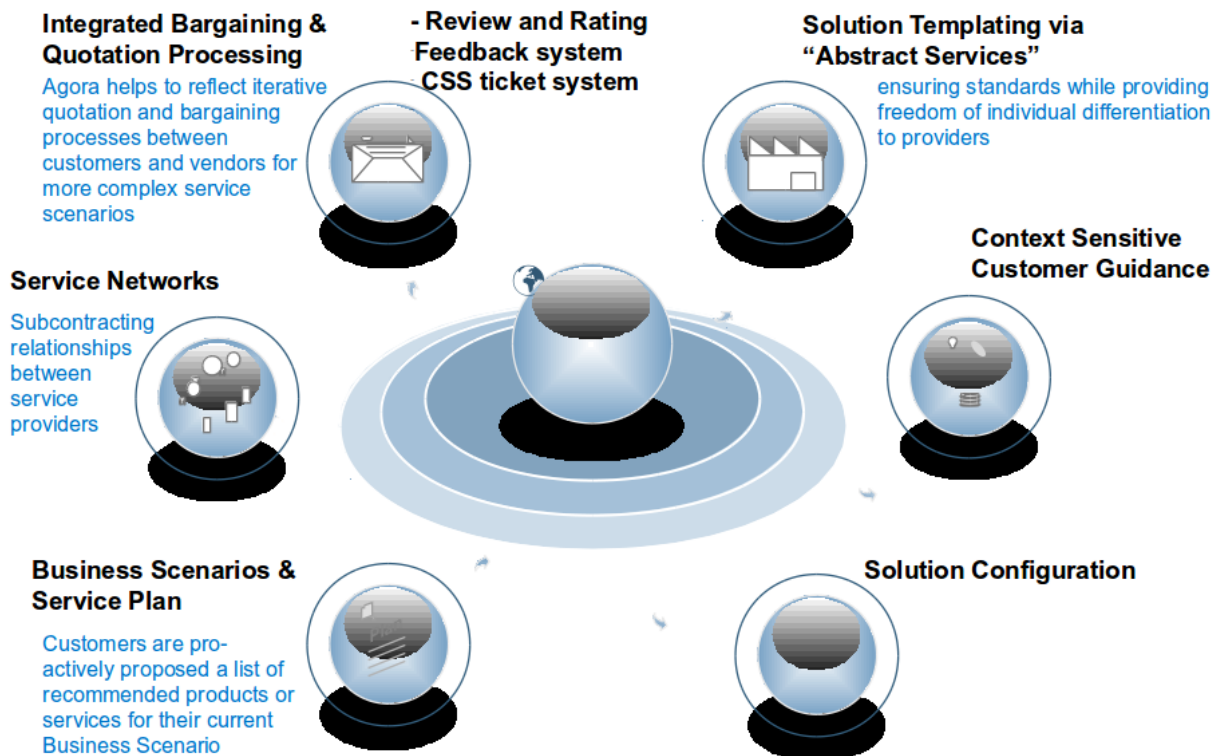 Integrated Bargaining &
Quotation Processing
Agora helps to reflect iterative
quotation and bargaining
processes between
customers and vendors for
more complex service
scenarios
- Review and Rating
Feedback system
CSS ticket system
Solution Templating via
“Abstract Services”
ensuring standards while providing
freedom of individual differentiation
to providers
Context Sensitive
Customer Guidance
Service Networks
Subcontracting
relationships
between
service
providers
Business Scenarios &
Service Plan
Customers are pro-
actively proposed a list of
recommended products or
services for their current
Business Scenario
Plan
Solution Configuration